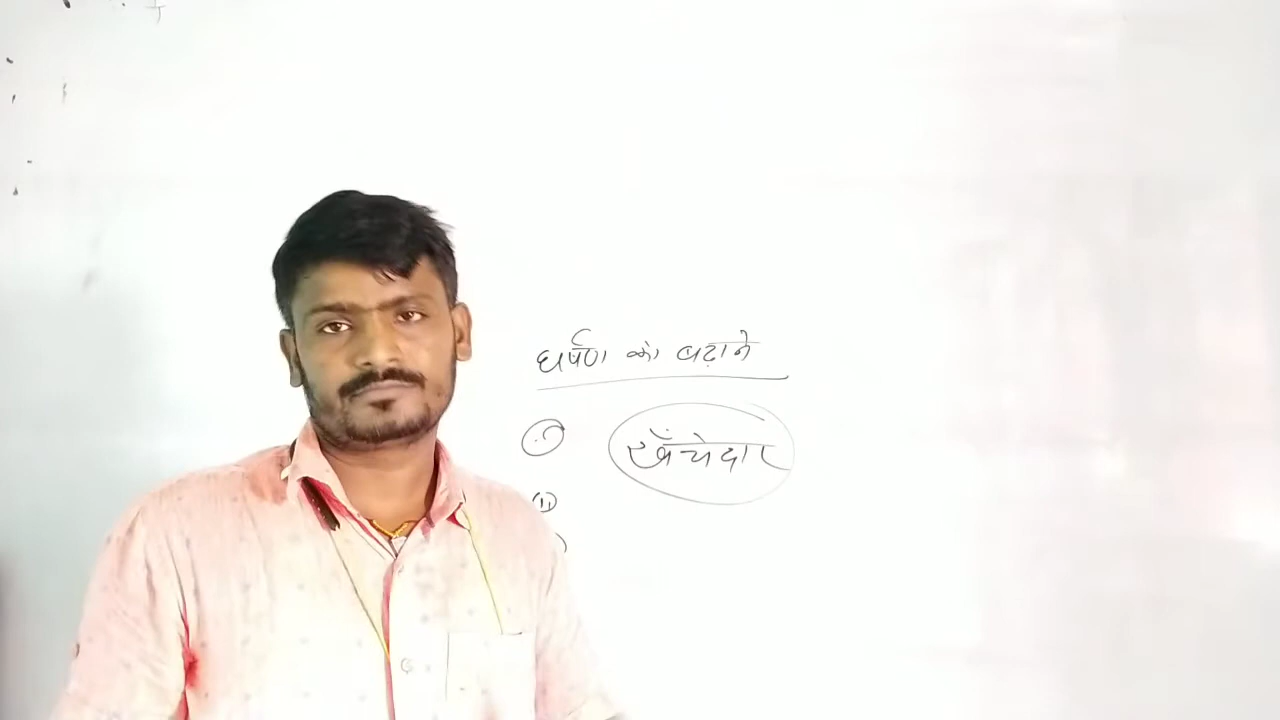 घर्षण को बढ़ाने
(i) खाँचेदार
(ii)